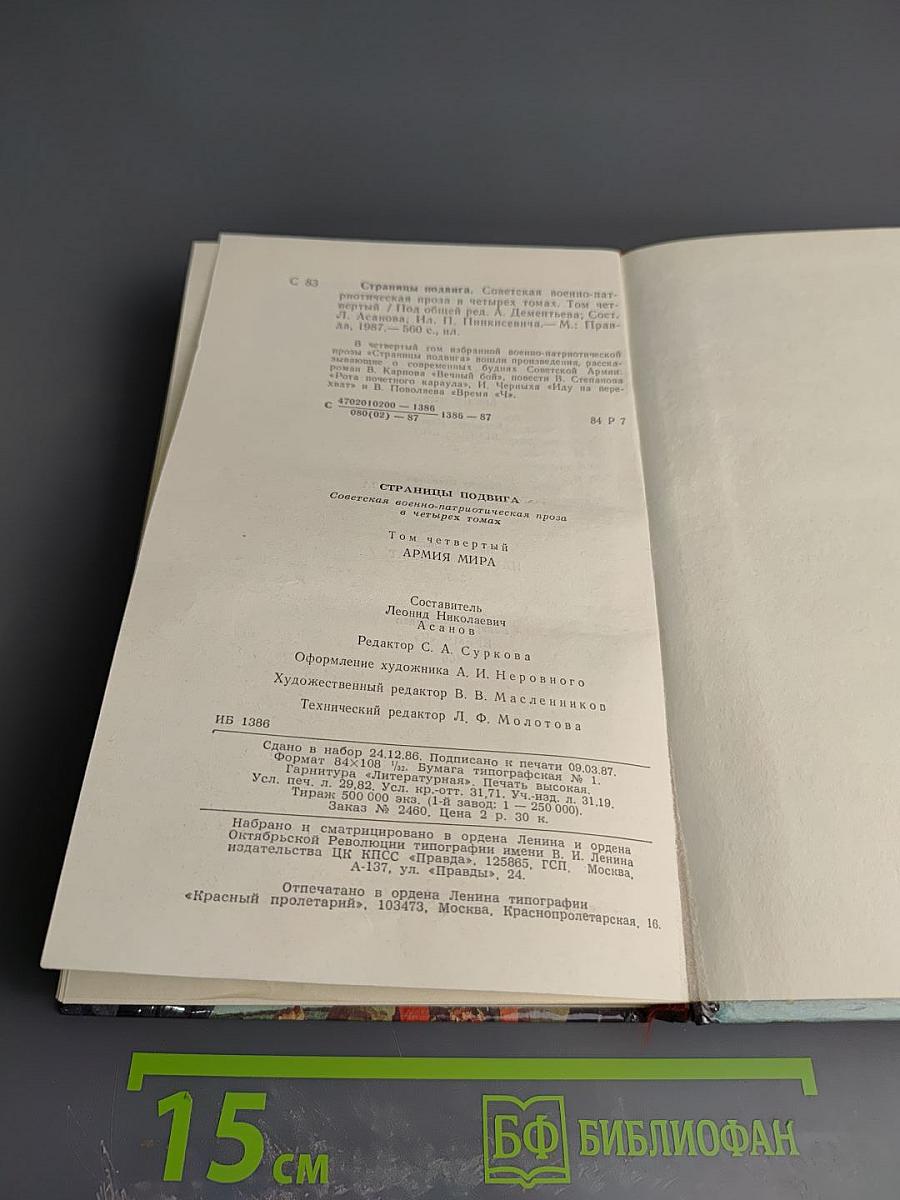 С 83
Страницы подвига. Советская военно-пат-
риотическая проза в четырех томах. Том чет-
вертый / Под общей ред. А. Дементьева; Сост.
Л. Асанова; Ил. П. Пинкисевича.— М.: Прав-
да, 1987.— 560 с., ил.
В четвертый том избранной военно-патриотической
прозы «Страницы подвига» вошли произведения, расска-
зывающие о современных буднях Советской Армии:
роман В. Карпова «Вечный бой», повести В. Степанова
«Рота почетного караула», И. Черныха «Иду на пере-
хват» и В. Поволяева «Время «Ч».
С 4702010200 — 1386
080(02) — 87
1386 — 87
84 Р 7
СТРАНИЦЫ ПОДВИГА
Советская военно-патриотическая проза
в четырех томах
Том четвертый
АРМИЯ МИРА
Составитель
Леонид Николаевич
Асанов
Редактор С. А. Суркова
Оформление художника А. И. Неровного
Художественный редактор В. В. Масленников
Технический редактор Л. Ф. Молотова
ИБ 1386
Сдано в набор 24.12.86. Подписано к печати 09.03.87.
Формат 84×108 1/32. Бумага типографская № 1.
Гарнитура «Литературная». Печать высокая.
Усл. печ. л. 29,82. Усл. кр.-отт. 31,71. Уч.-изд. л. 31,19.
Тираж 500 000 экз. (1-й завод: 1 — 250 000).
Заказ № 2460. Цена 2 р. 30 к.
Набрано и сматрицировано в ордена Ленина и ордена
Октябрьской Революции типографии имени В. И. Ленина
издательства ЦК КПСС «Правда», 125865, ГСП, Москва,
А-137, ул. «Правды», 24.
Отпечатано в ордена Ленина типографии
«Красный пролетарий», 103473, Москва, Краснопролетарская, 16.
15 см
БФ БИБЛИОФАН